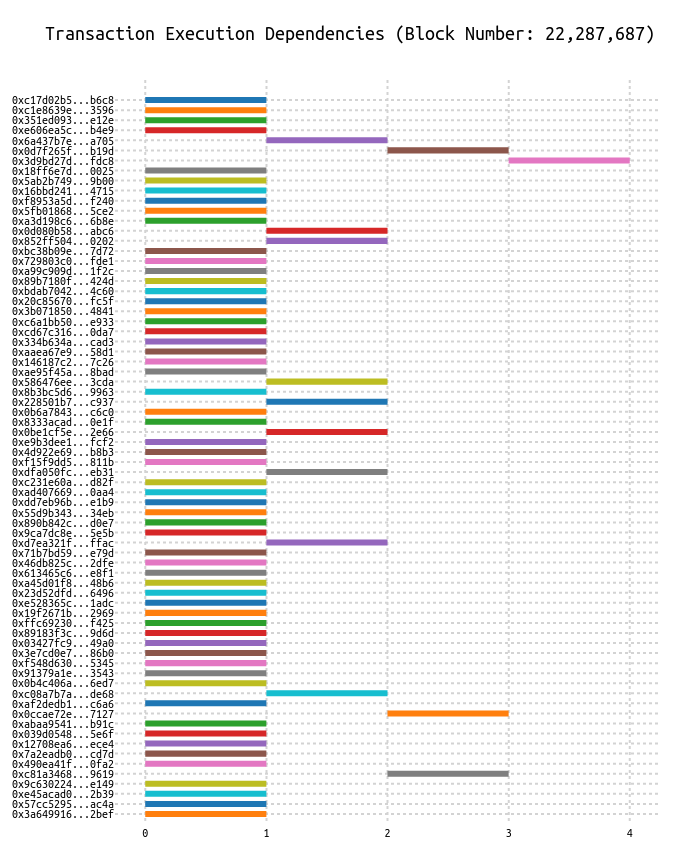 Transaction Execution Dependencies (Block Number: 22,287,687)
0xc17d02b5...b6c8
0xc1e8639e...3596
0x351ed093...e12e
0xe606ea5c...b4e9
0x6a437b7e...a705
0x0d7f265f...b19d
0x3d9bd27d...fdc8
0x18ff6e7d...0025
0x5ab2b749...9b00
0x16bbd241...4715
0xf8953a5d...f240
0x5fb01868...5ce2
0xa3d198c6...6b8e
0x0d080b58...abc6
0x852ff504...0202
0xbc38b09e...7d72
0x729803c0...fde1
0xa99c909d...1f2c
0x89b7180f...424d
0xbdab7042...4c60
0x20c85670...fc5f
0x3b071850...4841
0xc6a1bb50...e933
0xcd67c316...0da7
0x334b634a...cad3
0xaaea67e9...58d1
0x146187c2...7c26
0xae95f45a...8bad
0x586476ee...3cda
0x8b3bc5d6...9963
0x228501b7...c937
0x0b6a7843...c6c0
0x8333acad...0e1f
0x0be1cf5e...2e66
0xe9b3dee1...fcf2
0x4d922e69...b8b3
0xf15f9dd5...811b
0xdfa050fc...eb31
0xc231e60a...d82f
0xad407669...0aa4
0xdd7eb96b...e1b9
0x55d9b343...34eb
0x890b842c...d0e7
0x9ca7dc8e...5e5b
0xd7ea321f...ffac
0x71b7bd59...e79d
0x46db825c...2dfe
0x613465c6...e8f1
0xa45d01f8...48b6
0x23d52dfd...6496
0xe528365c...1adc
0x19f2671b...2969
0xffc69230...f425
0x89183f3c...9d6d
0x03427fc9...49a0
0x3e7cd0e7...86b0
0xf548d630...5345
0x91379a1e...3543
0x0b4c406a...6ed7
0xc08a7b7a...de68
0xaf2dedb1...c6a6
0x0ccae72e...7127
0xabaa9541...b91c
0x039d0548...5e6f
0x12708ea6...ece4
0x7a2eadb0...cd7d
0x490ea41f...0fa2
0xc81a3468...9619
0x9c630224...e149
0xe45acad0...2b39
0x57cc5295...ac4a
0x3a649916...2bef
0 1 2 3 4